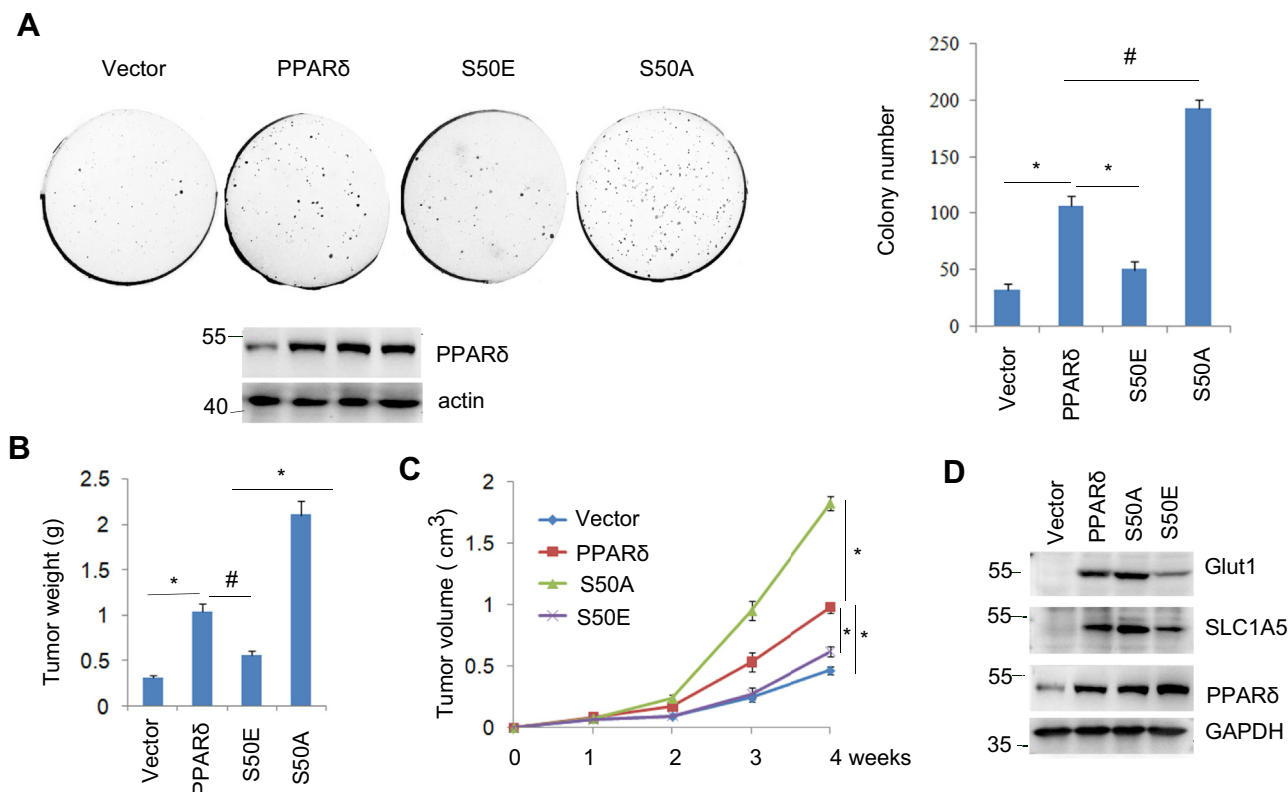 A
Vector PPARδ S50E S50A
55
PPARδ
40
actin
250
200
150
100
50
0
Colony number
#
* *
Vector PPARδ S50E S50A
B
2.5
2
1.5
1
0.5
0
Tumor weight (g)
*
* #
Vector PPARδ S50E S50A
C
2
1
1
0
Tumor volume ( cm3)
Vector
PPARδ
S50A
S50E
*
* *
0 1 2 3 4 weeks
D
Vector PPARδ S50A S50E
55
Glut1
55
SLC1A5
55
PPARδ
GAPDH
35